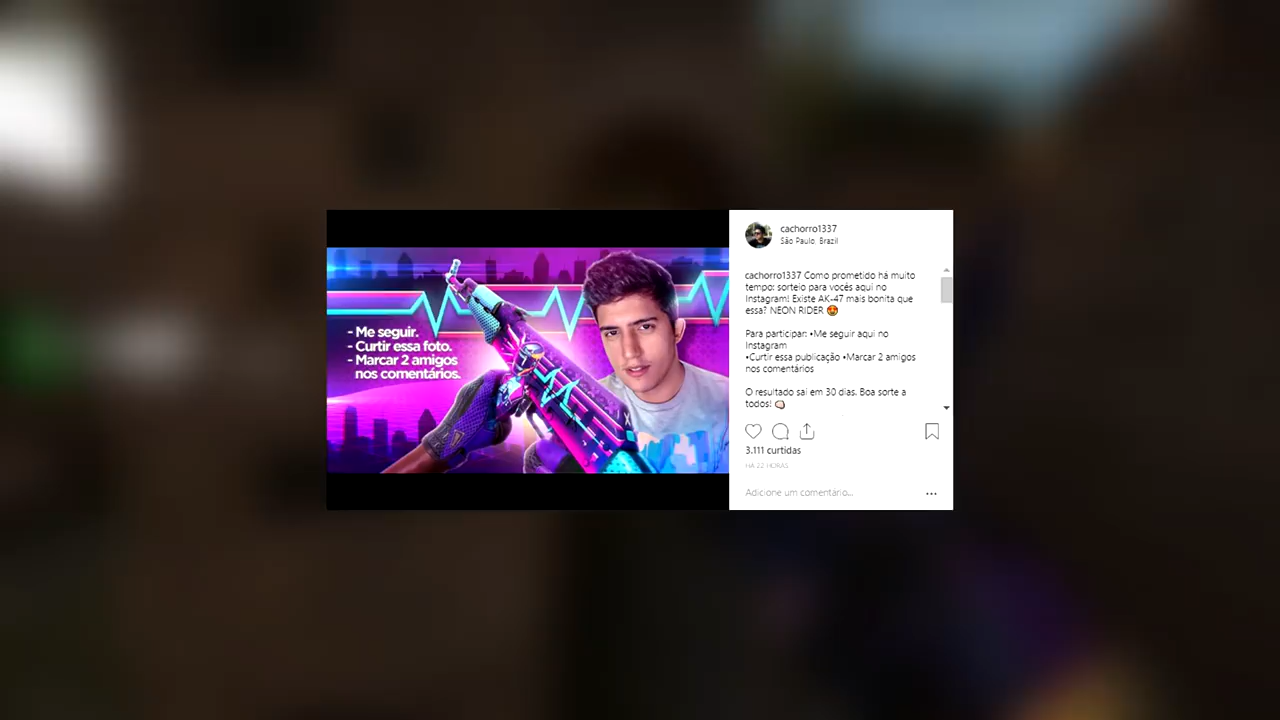 - Me seguir.
- Curtir essa foto.
- Marcar 2 amigos
nos comentários.
cachorro1337
São Paulo, Brazil
cachorro1337 Como prometido há muito
tempo: sorteio para vocês aqui no
Instagram! Existe AK-47 mais bonita que
essa? NEON RIDER 😍
Para participar: •Me seguir aqui no
Instagram
•Curtir essa publicação •Marcar 2 amigos
nos comentários
O resultado sai em 30 dias. Boa sorte a
todos! 👊🏻
3.111 curtidas
HÁ 22 HORAS
Adicione um comentário...